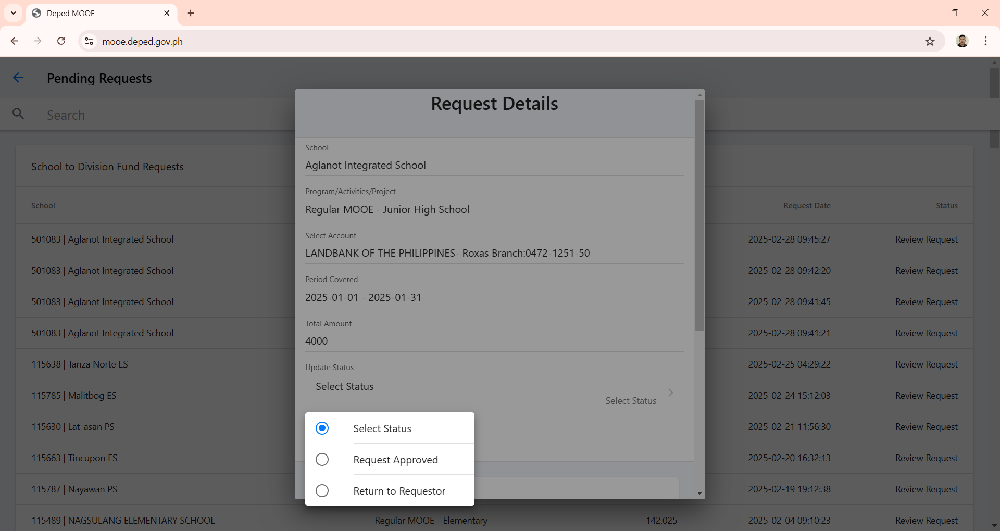 Deped MOOE
mooe.deped.gov.ph
Pending Requests
Search
School to Division Fund Requests
School
Request Date
Status
501083 | Aglanot Integrated School
2025-02-28 09:45:27
Review Request
501083 | Aglanot Integrated School
2025-02-28 09:42:20
Review Request
501083 | Aglanot Integrated School
2025-02-28 09:41:45
Review Request
501083 | Aglanot Integrated School
2025-02-28 09:41:21
Review Request
115638 | Tanza Norte ES
2025-02-25 04:29:22
Review Request
115785 | Malitbog ES
2025-02-24 15:12:03
Review Request
115630 | Lat-asan PS
2025-02-21 11:56:30
Review Request
115663 | Tincupon ES
2025-02-20 16:32:13
Review Request
115787 | Nayawan PS
2025-02-19 19:12:38
Review Request
115489 | NAGSULANG ELEMENTARY SCHOOL
Regular MOOE - Elementary
142,025
2025-02-04 09:10:23
Review Request
Request Details
School
Aglanot Integrated School
Program/Activities/Project
Regular MOOE - Junior High School
Select Account
LANDBANK OF THE PHILIPPINES- Roxas Branch:0472-1251-50
Period Covered
2025-01-01 - 2025-01-31
Total Amount
4000
Update Status
Select Status
Select Status
Select Status
Request Approved
Return to Requestor